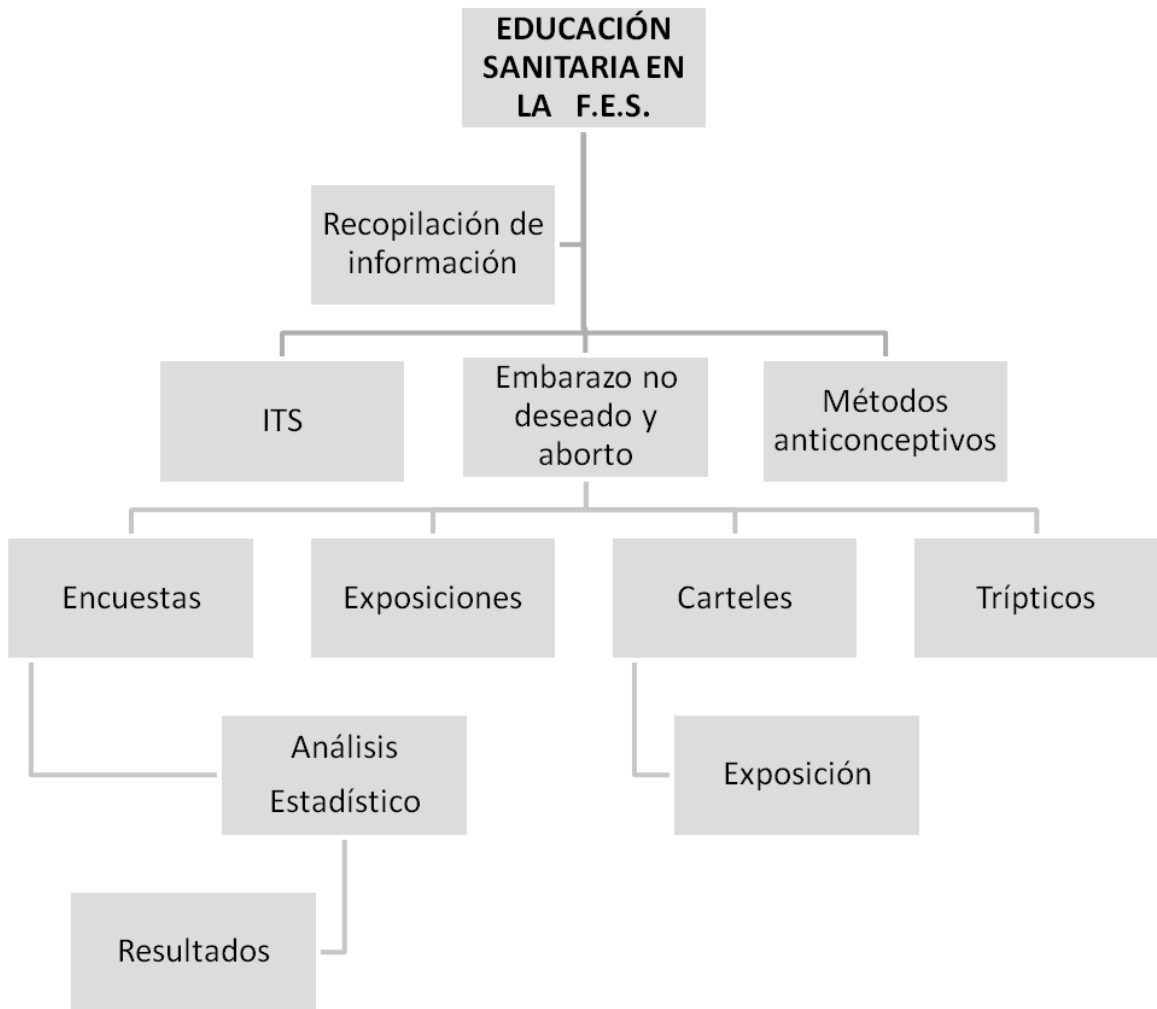 EDUCACIÓN
SANITARIA EN
LA F.E.S.
Recopilación de
información
ITS
Embarazo no
deseado y
aborto
Métodos
anticonceptivos
Encuestas
Exposiciones
Carteles
Trípticos
Análisis
Estadístico
Exposición
Resultados